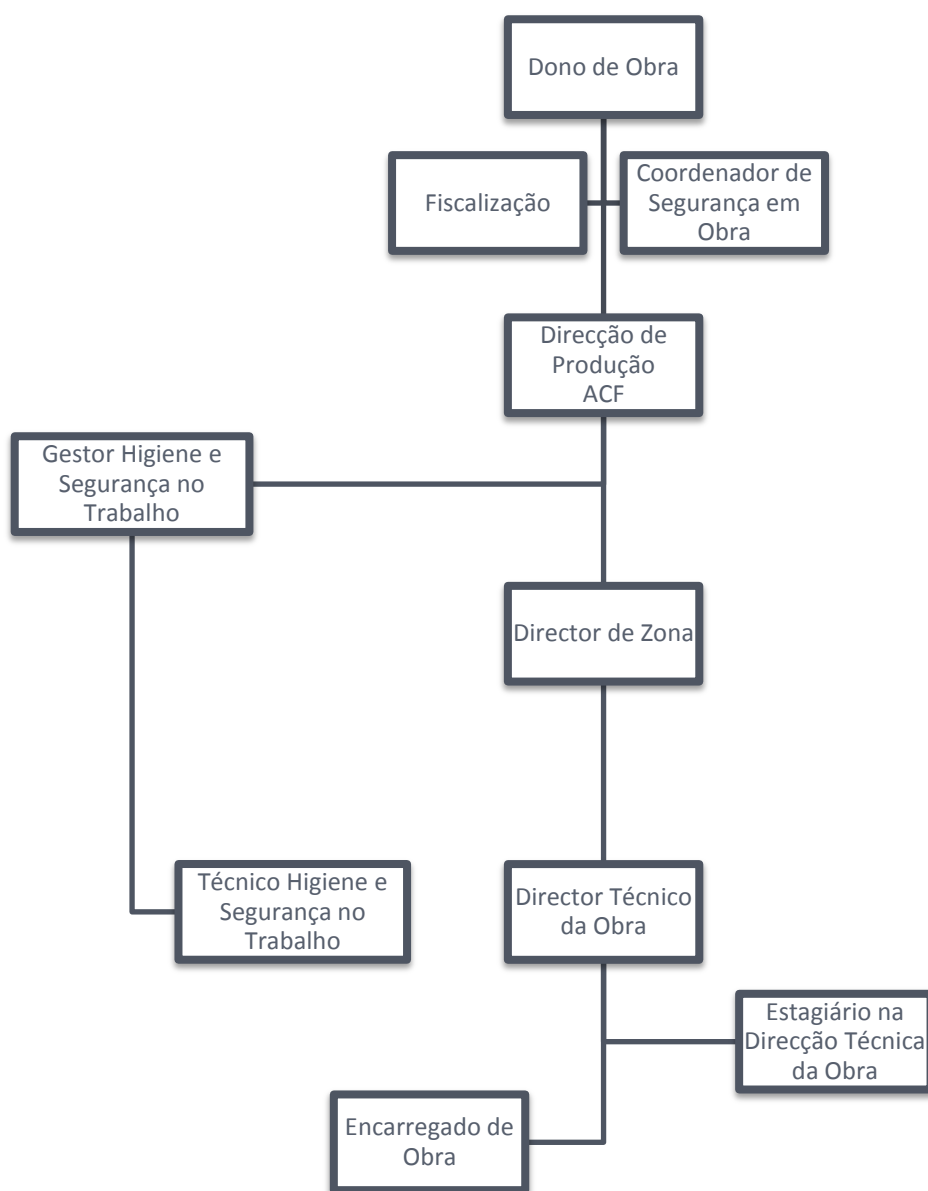 Dono de Obra
Fiscalização
Coordenador de
Segurança em
Obra
Direcção de
Produção
ACF
Gestor Higiene e
Segurança no
Trabalho
Director de Zona
Técnico Higiene e
Segurança no
Trabalho
Director Técnico
da Obra
Estagiário na
Direcção Técnica
da Obra
Encarregado de
Obra